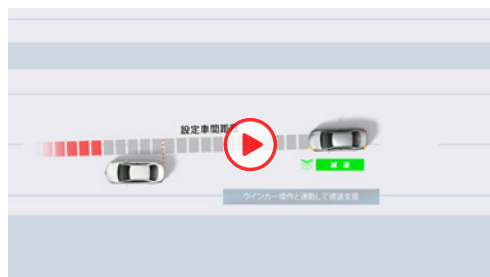 設定車間距離
減速
ウインカー操作と連動して減速支援